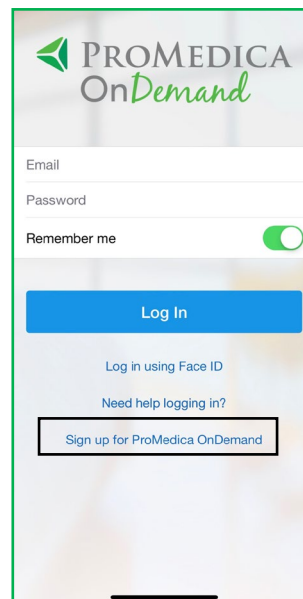 PROMEDICA
OnDemand
Email
Password
Remember me
Log In
Log in using Face ID
Need help logging in?
Sign up for ProMedica OnDemand